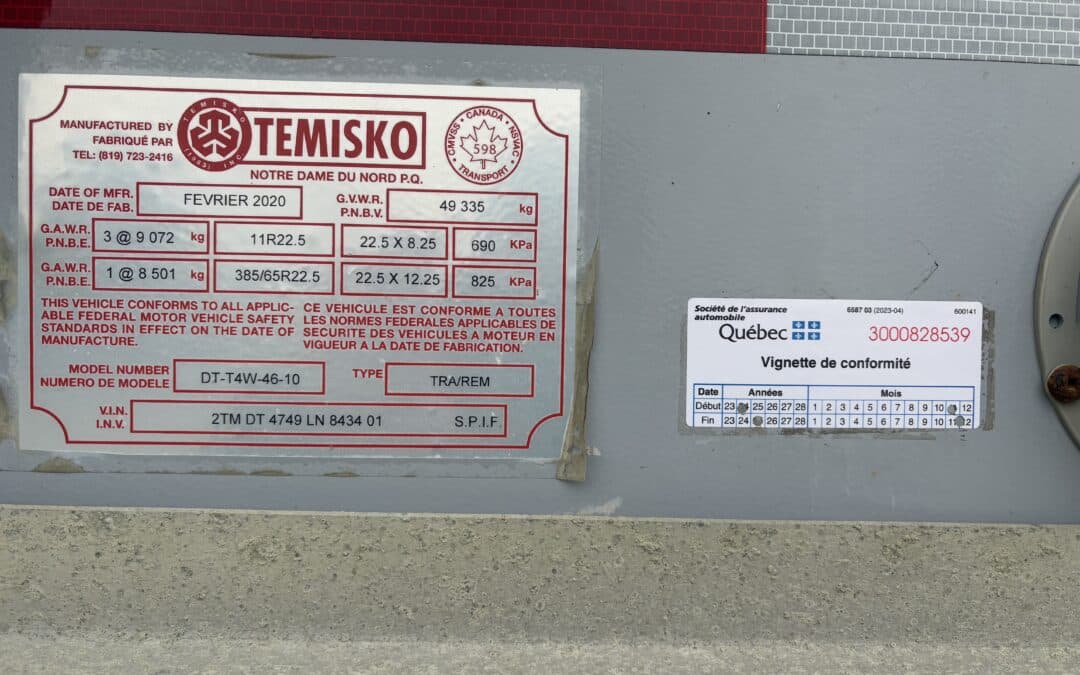 MANUFACTURED BY
FABRIQUÉ PAR
TEL: (819) 723-2416
TEMISKO
(1983) INC.
TEMISKO
NOTRE DAME DU NORD P.Q.
CANADA
CMVSS • NSVAC
598
TRANSPORT
DATE OF MFR.
DATE DE FAB.
FEVRIER 2020
G.V.W.R.
P.N.B.V.
49 335 kg
G.A.W.R.
P.N.B.E.
3 @ 9 072 kg 11R22.5 22.5 X 8.25 690 KPa
G.A.W.R.
P.N.B.E.
1 @ 8 501 kg 385/65R22.5 22.5 X 12.25 825 KPa
THIS VEHICLE CONFORMS TO ALL APPLIC-
ABLE FEDERAL MOTOR VEHICLE SAFETY
STANDARDS IN EFFECT ON THE DATE OF
MANUFACTURE.
CE VEHICULE EST CONFORME A TOUTES
LES NORMES FEDERALES APPLICABLES DE
SECURITE DES VEHICULES A MOTEUR EN
VIGUEUR A LA DATE DE FABRICATION.
MODEL NUMBER
NUMERO DE MODELE
DT-T4W-46-10
TYPE TRA/REM
V.I.N.
I.N.V.
2TM DT 4749 LN 8434 01 S.P.I.F.
Société de l'assurance
automobile
Québec
6587 03 (2023-04) 600141
3000828539
Vignette de conformité
Date Années Mois
Début 23 25 26 27 28 1 2 3 4 5 6 7 8 9 10 12
Fin 23 24 26 27 28 1 2 3 4 5 6 7 8 9 10 11 12